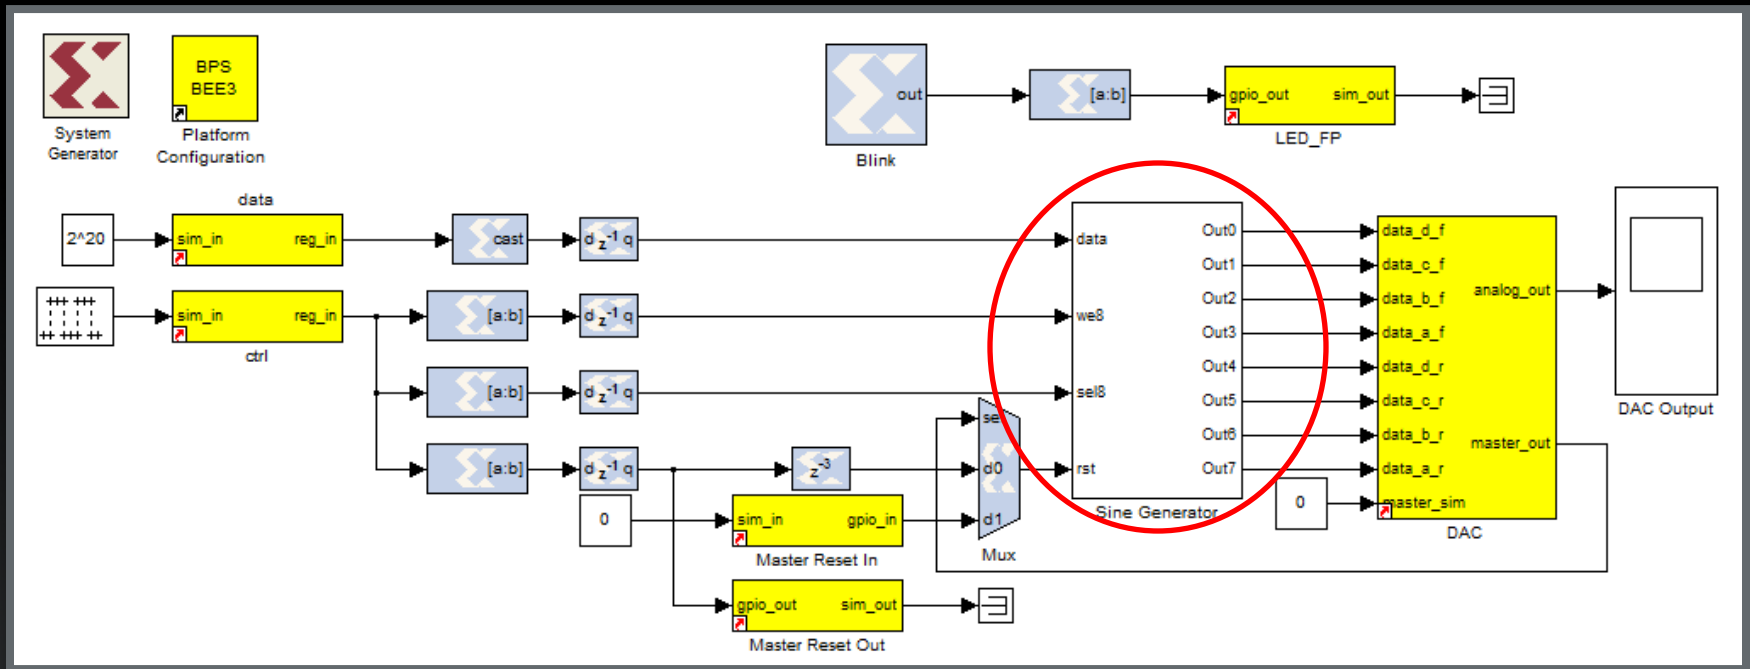 BPS
BEE3
System
Generator
Platform
Configuration
out
[a:b]
gpio_out
sim_out
LED_FP
Blink
data
2^20
sim_in
reg_in
cast
d z-1 q
data
sim_in
reg_in
ctrl
[a:b]
d z-1 q
we8
[a:b]
d z-1 q
sel8
[a:b]
d z-1 q
z-3
sel
d0
d1
Mux
rst
0
sim_in
gpio_in
Master Reset In
gpio_out
sim_out
Master Reset Out
Out0
Out1
Out2
Out3
Out4
Out5
Out6
Out7
Sine Generator
0
data_d_f
data_c_f
data_b_f
data_a_f
data_d_r
data_c_r
data_b_r
data_a_r
master_sim
analog_out
master_out
DAC
DAC Output